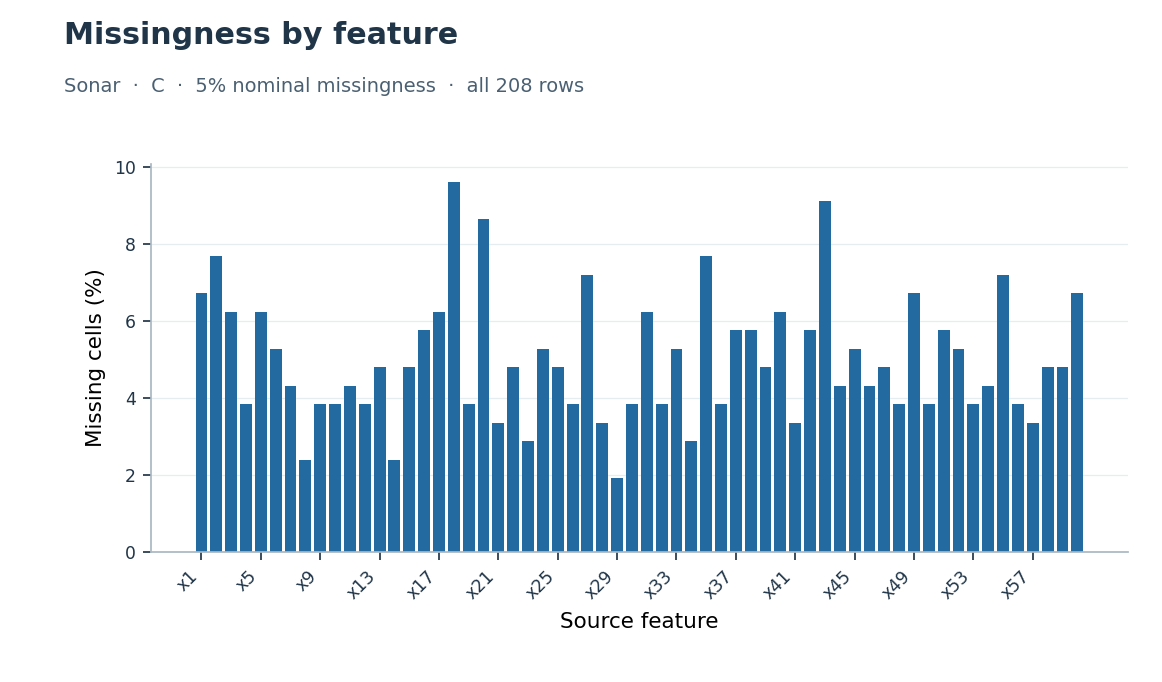 Missingness by feature
Sonar · C · 5% nominal missingness · all 208 rows
10
8
6
4
2
0
Missing cells (%)
x1 x5 x9 x13 x17 x21 x25 x29 x33 x37 x41 x45 x49 x53 x57
Source feature